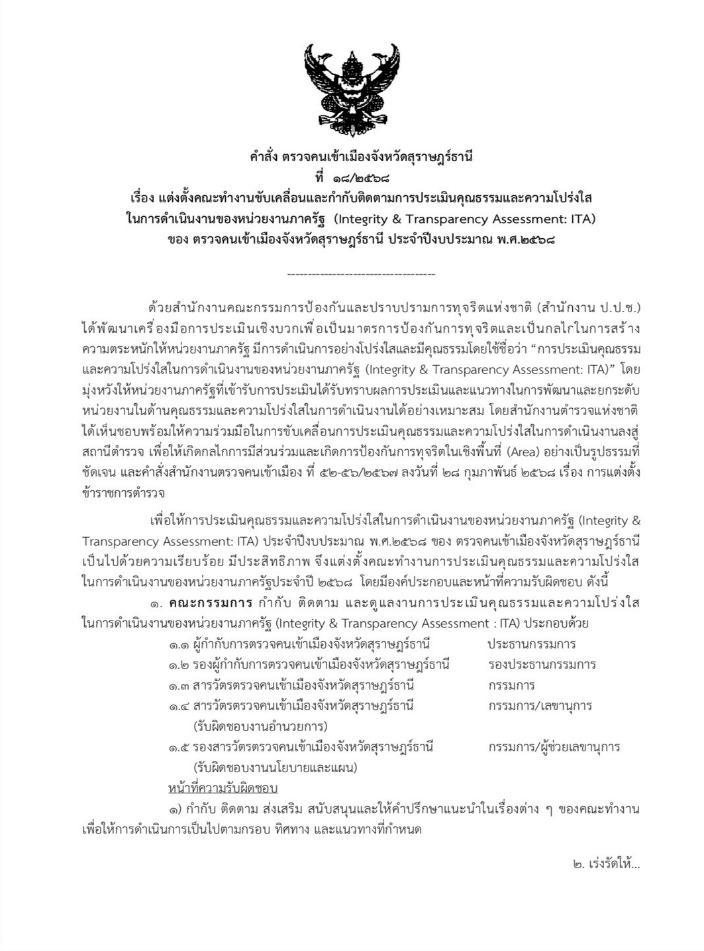 คำสั่ง ตรวจคนเข้าเมืองจังหวัดสุราษฎร์ธานี
ที่ ๑๘/๒๕๖๘
เรื่อง แต่งตั้งคณะทำงานขับเคลื่อนและกำกับติดตามการประเมินคุณธรรมและความโปร่งใส
ในการดำเนินงานของหน่วยงานภาครัฐ (Integrity & Transparency Assessment: ITA)
ของ ตรวจคนเข้าเมืองจังหวัดสุราษฎร์ธานี ประจำปีงบประมาณ พ.ศ.๒๕๖๘
------------------------------------
ด้วยสำนักงานคณะกรรมการป้องกันและปราบปรามการทุจริตแห่งชาติ (สำนักงาน ป.ป.ช.)
ได้พัฒนาเครื่องมือการประเมินเชิงบวกเพื่อเป็นมาตรการป้องกันการทุจริตและเป็นกลไกในการสร้าง
ความตระหนักให้หน่วยงานภาครัฐ มีการดำเนินการอย่างโปร่งใสและมีคุณธรรมโดยใช้ชื่อว่า “การประเมินคุณธรรม
และความโปร่งใสในการดำเนินงานของหน่วยงานภาครัฐ (Integrity & Transparency Assessment: ITA)” โดย
มุ่งหวังให้หน่วยงานภาครัฐที่เข้ารับการประเมินได้รับทราบผลการประเมินและแนวทางในการพัฒนาและยกระดับ
หน่วยงานในด้านคุณธรรมและความโปร่งใสในการดำเนินงานได้อย่างเหมาะสม โดยสำนักงานตำรวจแห่งชาติ
ได้เห็นชอบพร้อมให้ความร่วมมือในการขับเคลื่อนการประเมินคุณธรรมและความโปร่งใสในการดำเนินงานลงสู่
สถานีตำรวจ เพื่อให้เกิดกลไกการมีส่วนร่วมและเกิดการป้องกันการทุจริตในเชิงพื้นที่ (Area) อย่างเป็นรูปธรรมที่
ชัดเจน และคำสั่งสำนักงานตรวจคนเข้าเมือง ที่ ๕๒-๕๖/๒๕๖๗ ลงวันที่ ๒๘ กุมภาพันธ์ ๒๕๖๘ เรื่อง การแต่งตั้ง
ข้าราชการตำรวจ
เพื่อให้การประเมินคุณธรรมและความโปร่งใสในการดำเนินงานของหน่วยงานภาครัฐ (Integrity &
Transparency Assessment: ITA) ประจำปีงบประมาณ พ.ศ.๒๕๖๘ ของ ตรวจคนเข้าเมืองจังหวัดสุราษฎร์ธานี
เป็นไปด้วยความเรียบร้อย มีประสิทธิภาพ จึงแต่งตั้งคณะทำงานการประเมินคุณธรรมและความโปร่งใส
ในการดำเนินงานของหน่วยงานภาครัฐประจำปี ๒๕๖๘ โดยมีองค์ประกอบและหน้าที่ความรับผิดชอบ ดังนี้
๑. คณะกรรมการ กำกับ ติดตาม และดูแลงานการประเมินคุณธรรมและความโปร่งใส
ในการดำเนินงานของหน่วยงานภาครัฐ (Integrity & Transparency Assessment : ITA) ประกอบด้วย
๑.๑ ผู้กำกับการตรวจคนเข้าเมืองจังหวัดสุราษฎร์ธานี ประธานกรรมการ
๑.๒ รองผู้กำกับการตรวจคนเข้าเมืองจังหวัดสุราษฎร์ธานี รองประธานกรรมการ
๑.๓ สารวัตรตรวจคนเข้าเมืองจังหวัดสุราษฎร์ธานี กรรมการ
๑.๔ สารวัตรตรวจคนเข้าเมืองจังหวัดสุราษฎร์ธานี กรรมการ/เลขานุการ
(รับผิดชอบงานอำนวยการ)
๑.๕ รองสารวัตรตรวจคนเข้าเมืองจังหวัดสุราษฎร์ธานี กรรมการ/ผู้ช่วยเลขานุการ
(รับผิดชอบงานนโยบายและแผน)
หน้าที่ความรับผิดชอบ
๑) กำกับ ติดตาม ส่งเสริม สนับสนุนและให้คำปรึกษาแนะนำในเรื่องต่าง ๆ ของคณะทำงาน
เพื่อให้การดำเนินการเป็นไปตามกรอบ ทิศทาง และแนวทางที่กำหนด
๒. เร่งรัดให้...